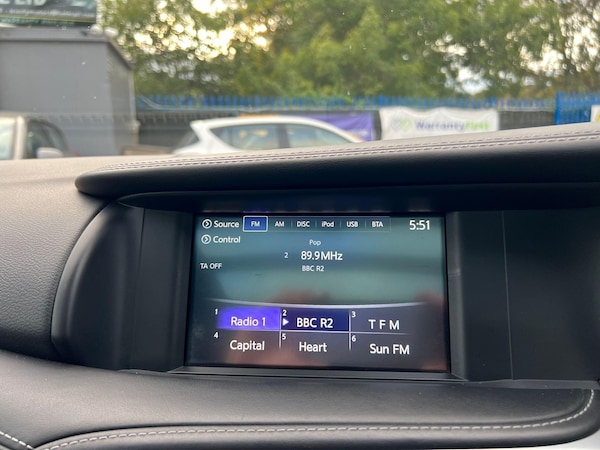 Source FM AM DISC iPod USB BTA 5:51
Control
Pop
2 89.9MHz
TA OFF BBC R2
1 Radio 1 2 BBC R2 3 T F M
4 Capital 5 Heart 6 Sun FM